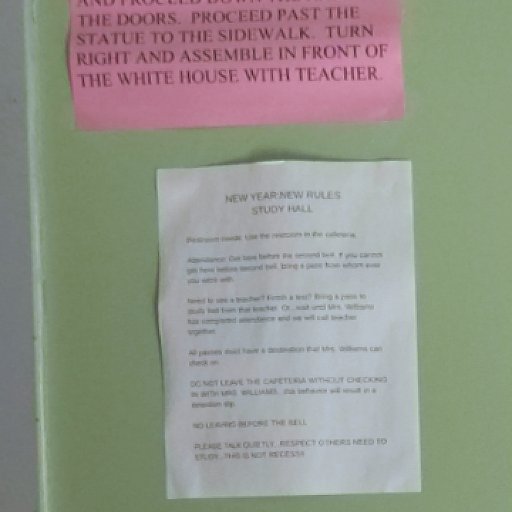 AND PROCEED DOWN THE
THE DOORS. PROCEED PAST THE
STATUE TO THE SIDEWALK. TURN
RIGHT AND ASSEMBLE IN FRONT OF
THE WHITE HOUSE WITH TEACHER.
NEW YEAR:NEW RULES
STUDY HALL
Restroom needs: Use the restroom in the cafeteria.
Attendance: Get here before the second bell. If you cannot
get here before second bell, bring a pass from whom ever
you were with.
Need to see a teacher? Finish a test? Bring a pass to
study hall from that teacher. Or, wait until Mrs. Williams
has completed attendance and we will call teacher
together.
All passes must have a destination that Mrs. Williams can
check on.
DO NOT LEAVE THE CAFETERIA WITHOUT CHECKING
IN WITH MRS. WILLIAMS. this behavior will result in a
detention slip.
NO LEAVING BEFORE THE BELL
PLEASE TALK QUIETLY. RESPECT OTHERS NEED TO
STUDY. THIS IS NOT RECESS!!